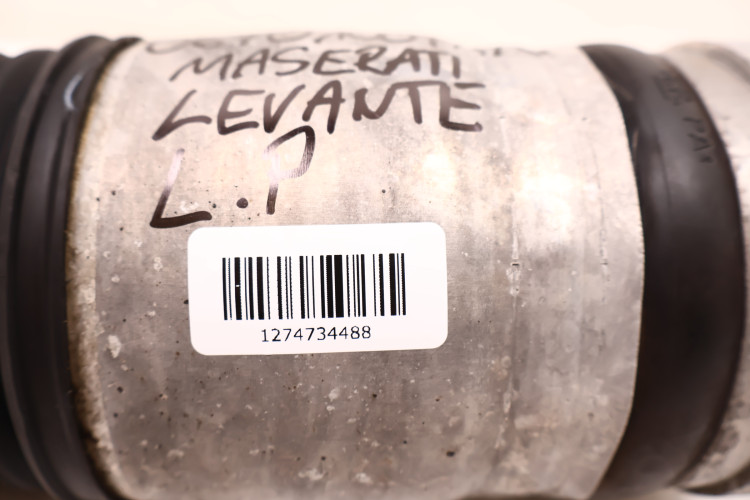 MASERATI
LEVANTE
L.P
1274734488